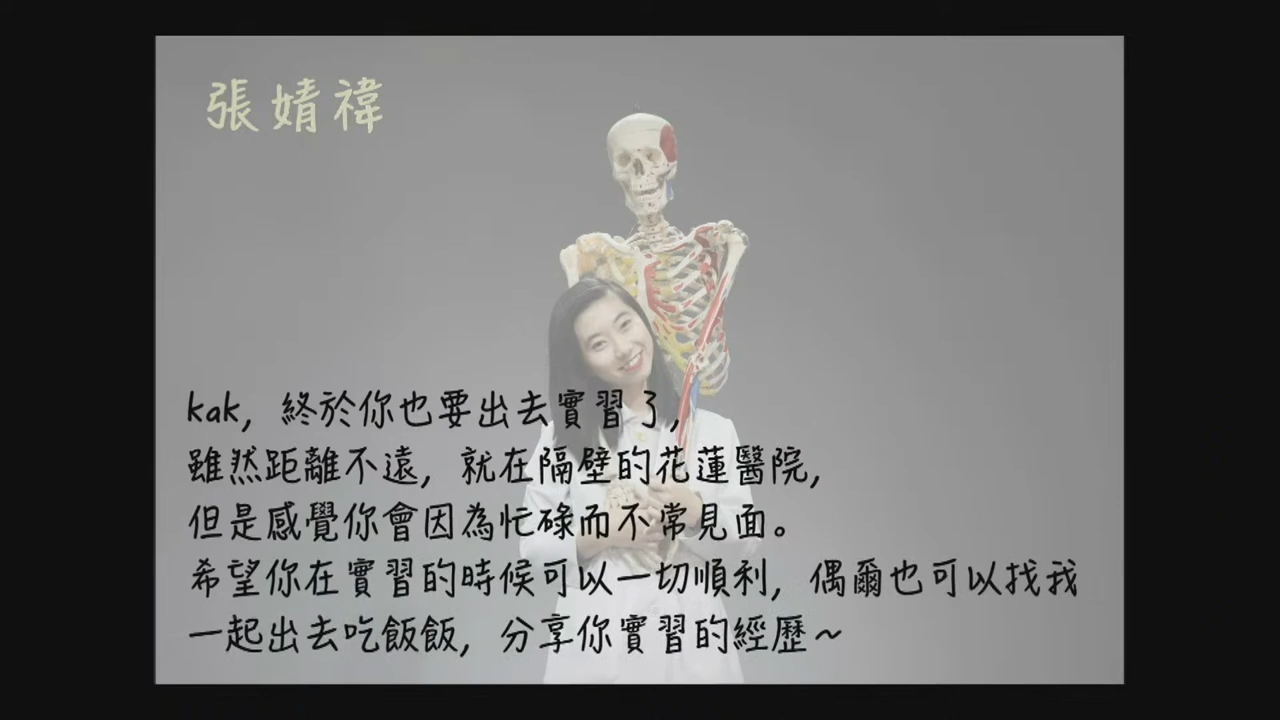 張婧禕
kak, 終於你也要出去實習了,
雖然距離不遠, 就在隔壁的花蓮醫院,
但是感覺你會因為忙碌而不常見面。
希望你在實習的時候可以一切順利, 偶爾也可以找我
一起出去吃飯飯, 分享你實習的經歷~